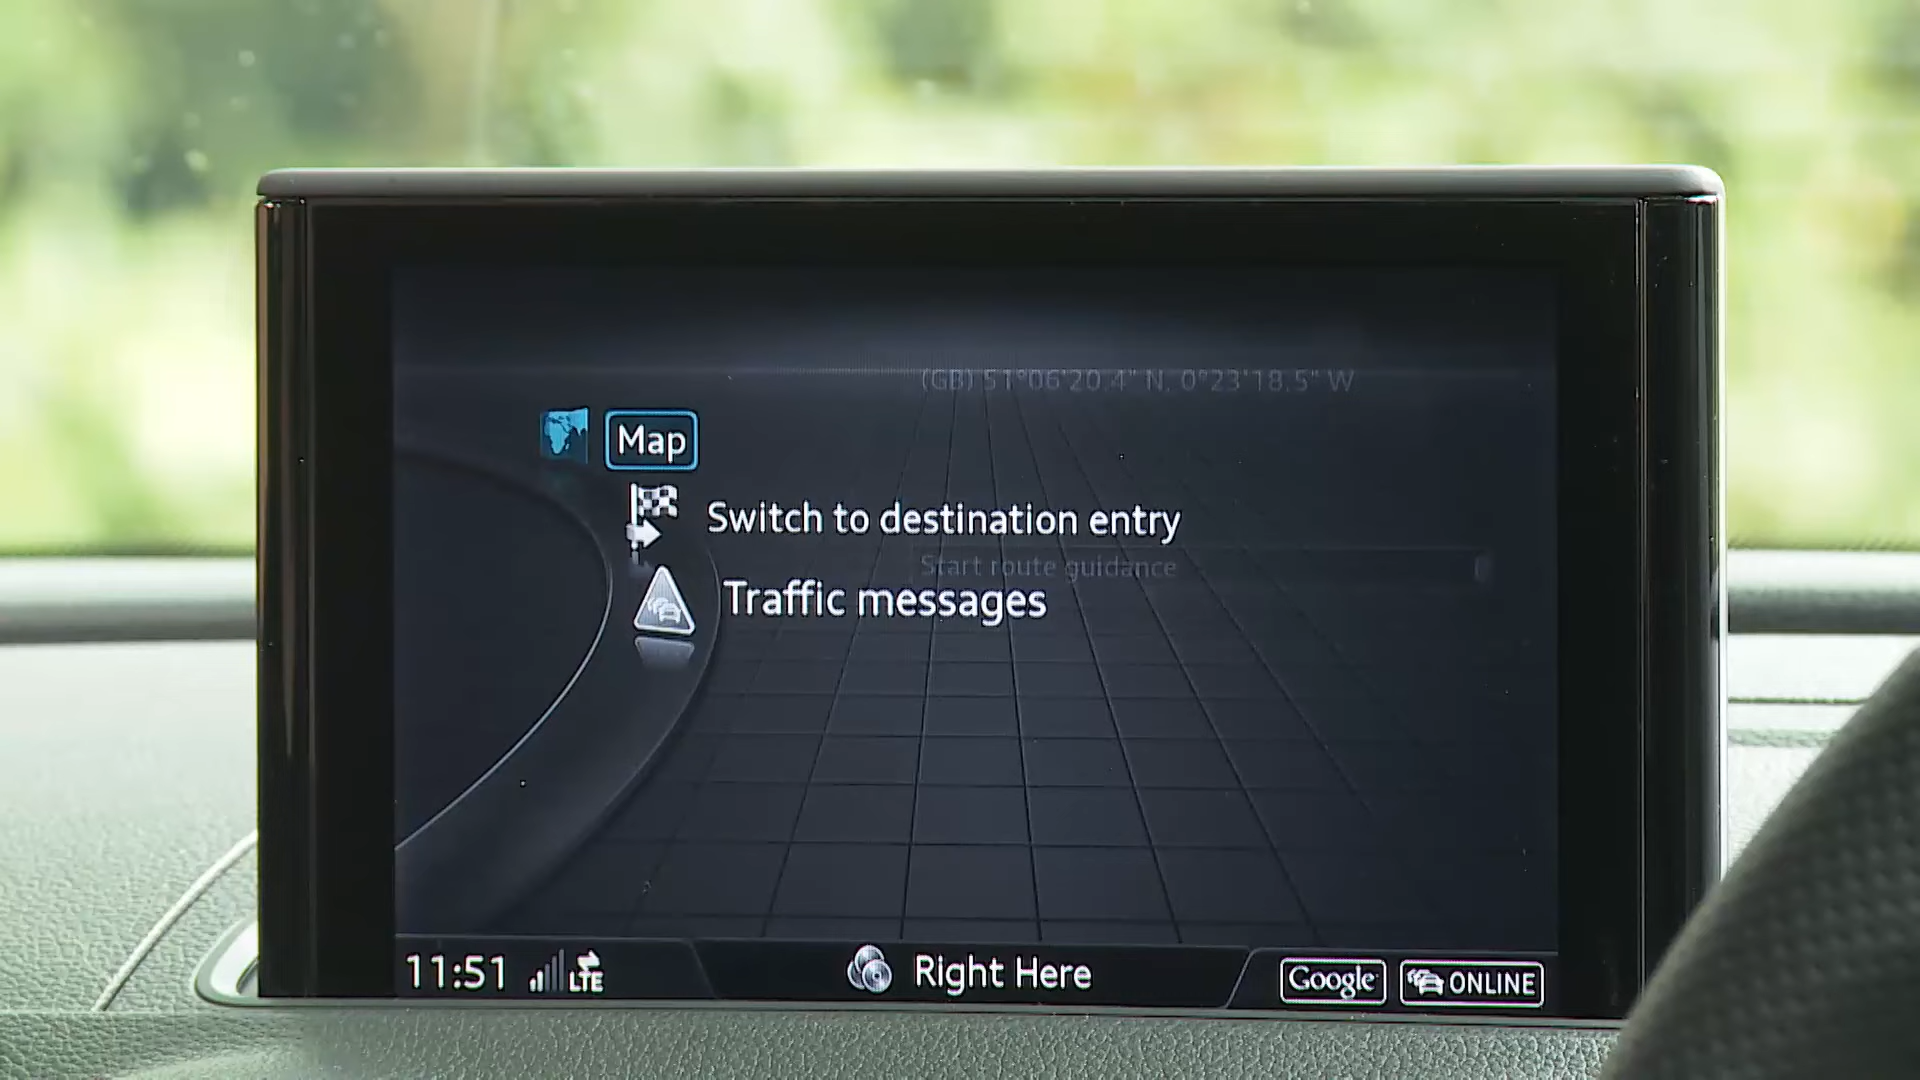 (GB) 51°06'20.4" N, 0°23'18.5" W
Map
Switch to destination entry
Start route guidance
Traffic messages
11:51 LTE Right Here Google ONLINE